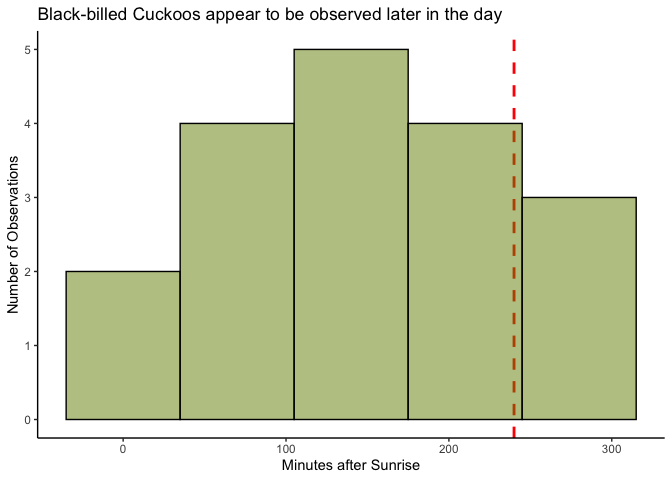 Black-billed Cuckoos appear to be observed later in the day
5
4
3
2
1
0
Number of Observations
0 100 200 300
Minutes after Sunrise